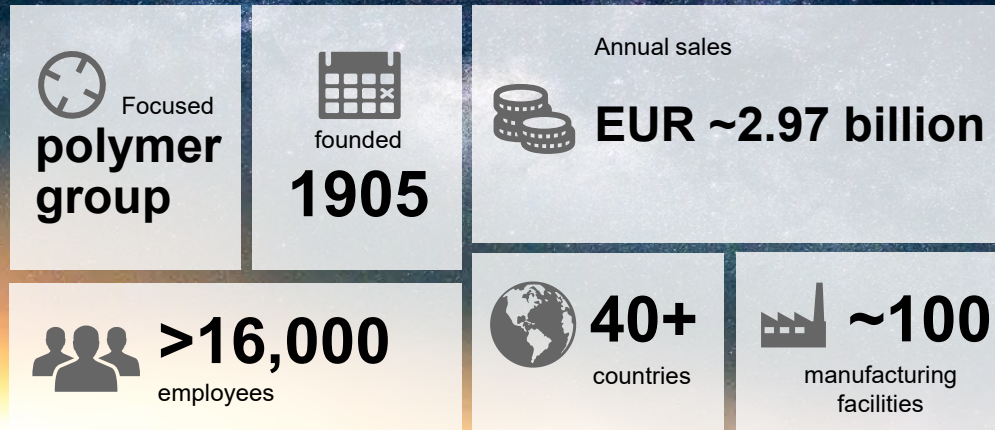 Focused
polymer
group
founded
1905
Annual sales
EUR ~2.97 billion
>16,000
employees
40+
countries
~100
manufacturing
facilities